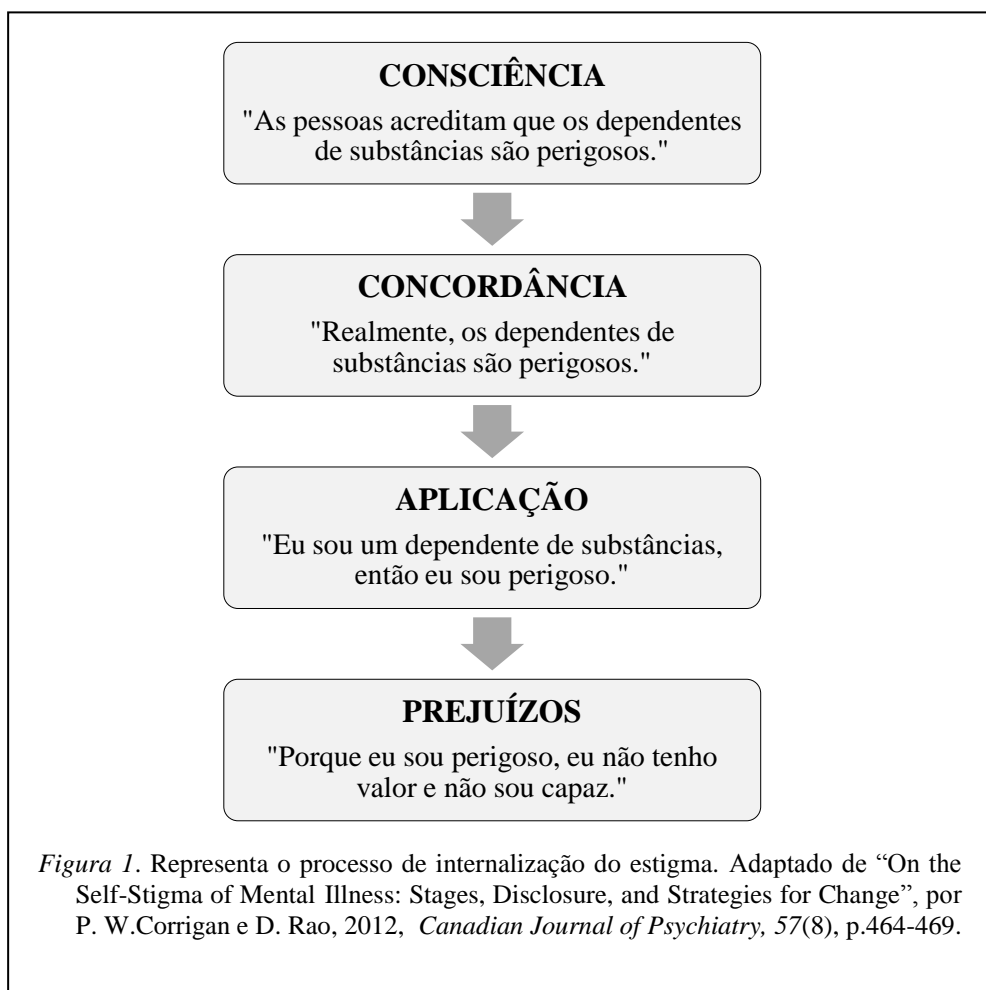 CONSCIÊNCIA
"As pessoas acreditam que os dependentes
de substâncias são perigosos."
CONCORDÂNCIA
"Realmente, os dependentes de
substâncias são perigosos."
APLICAÇÃO
"Eu sou um dependente de substâncias,
então eu sou perigoso."
PREJUÍZOS
"Porque eu sou perigoso, eu não tenho
valor e não sou capaz."
Figura 1. Representa o processo de internalização do estigma. Adaptado de “On the
Self-Stigma of Mental Illness: Stages, Disclosure, and Strategies for Change”, por
P. W.Corrigan e D. Rao, 2012, Canadian Journal of Psychiatry, 57(8), p.464-469.